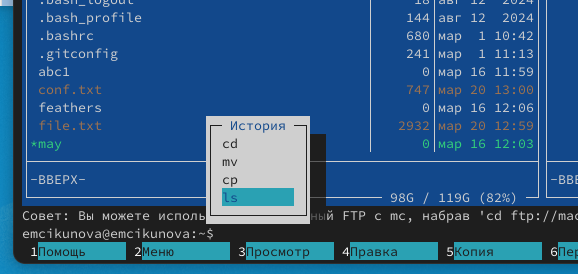 .bash_logout 18 авг 12 2024
.bash_profile 144 авг 12 2024
.bashrc 680 мар 1 10:42
.gitconfig 241 мар 1 11:13
abc1 0 мар 16 11:59
conf.txt 747 мар 20 13:00
feathers 0 мар 16 12:06
file.txt 2932 мар 20 12:59
*may 0 мар 16 12:03
История
cd
mv
cp
ls
-ВВЕРХ-
-ВВЕ
98G / 119G (82%)
Совет: Вы можете исполь ный FTP с mc, набрав 'cd ftp://mac
emcikunova@emcikunova:~$
1Помощь 2Меню 3Просмотр 4Правка 5Копия 6Пер